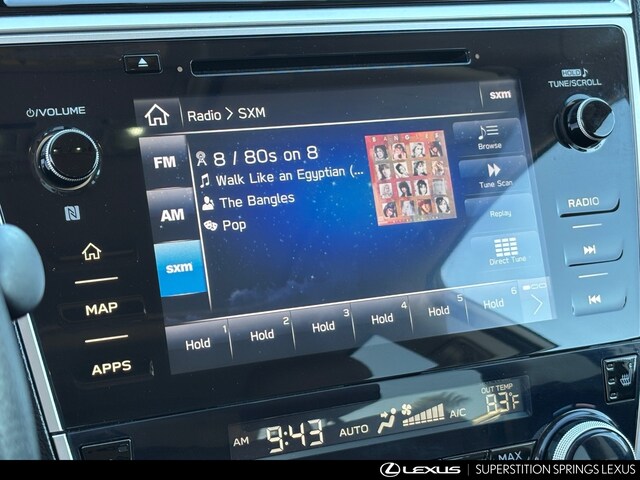 HOLD
TUNE/SCROLL
⏻/VOLUME
Radio > SXM
sxm
FM
8 / 80s on 8
Browse
Walk Like an Egyptian (...
Tune Scan
AM
The Bangles
RADIO
Replay
Pop
sxm
Direct Tune
MAP
Hold 1
Hold 2
Hold 3
Hold 4
Hold 5
Hold 6
APPS
OUT TEMP
AM 9:43 AUTO A/C 83°F
MAX
LEXUS | SUPERSTITION SPRINGS LEXUS